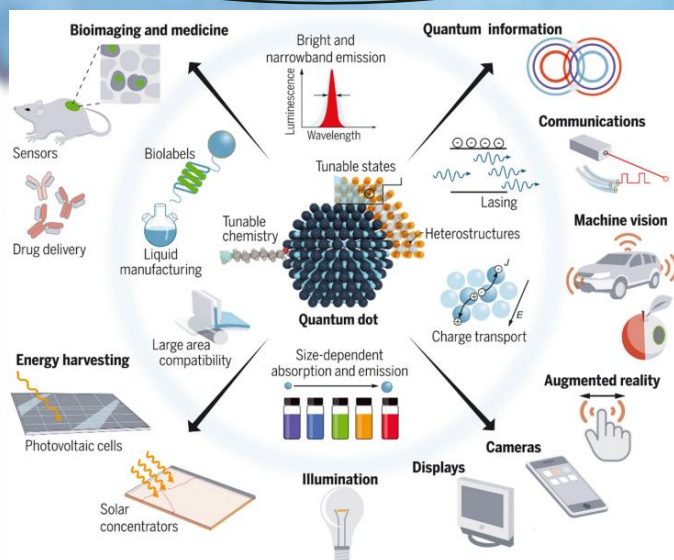 Bioimaging and medicine
Bright and
narrowband emission
Luminescence
Wavelength
Quantum information
Communications
Sensors
Biolabels
Tunable states
Lasing
Drug delivery
Liquid
manufacturing
Tunable
chemistry
Heterostructures
Machine vision
Quantum dot
J
E
Charge transport
Large area
compatibility
Energy harvesting
Size-dependent
absorption and emission
Augmented reality
Photovoltaic cells
Cameras
Displays
Illumination
Solar
concentrators